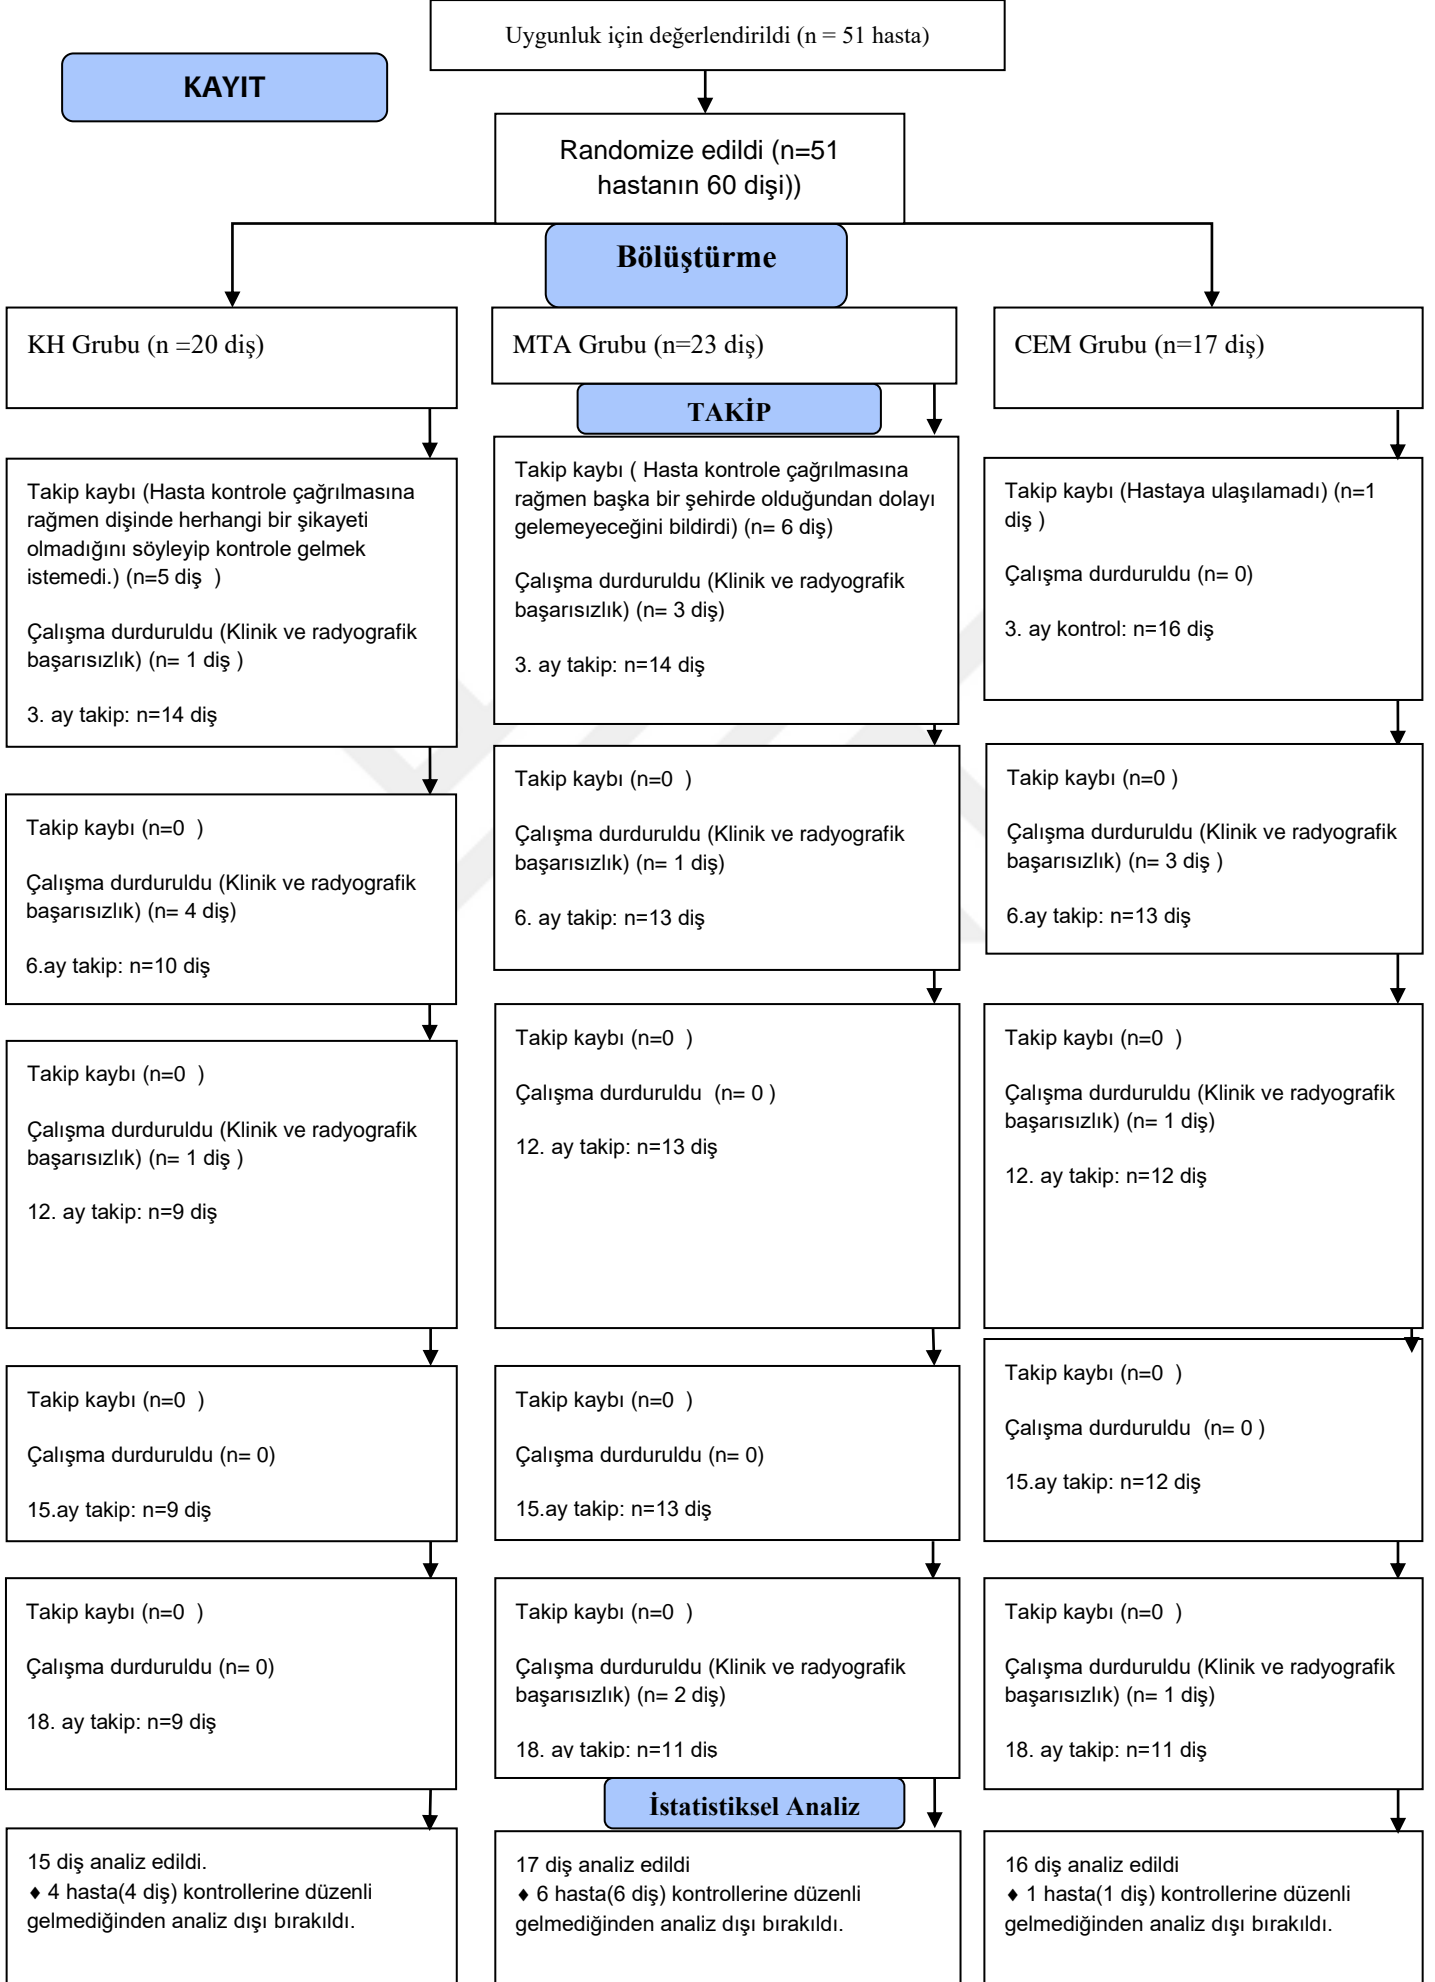 Uygunluk için değerlendirildi (n = 51 hasta)
KAYIT
Randomize edildi (n=51
hastanın 60 dişi))
Bölüştürme
KH Grubu (n =20 diş)
MTA Grubu (n=23 diş)
CEM Grubu (n=17 diş)
TAKİP
Takip kaybı (Hasta kontrole çağrılmasına
rağmen dişinde herhangi bir şikayeti
olmadığını söyleyip kontrole gelmek
istemedi.) (n=5 diş )
Çalışma durduruldu (Klinik ve radyografik
başarısızlık) (n= 1 diş )
3. ay takip: n=14 diş
Takip kaybı ( Hasta kontrole çağrılmasına
rağmen başka bir şehirde olduğundan dolayı
gelemeyeceğini bildirdi) (n= 6 diş)
Çalışma durduruldu (Klinik ve radyografik
başarısızlık) (n= 3 diş)
3. ay takip: n=14 diş
Takip kaybı (Hastaya ulaşılamadı) (n=1
diş )
Çalışma durduruldu (n= 0)
3. ay kontrol: n=16 diş
Takip kaybı (n=0 )
Çalışma durduruldu (Klinik ve radyografik
başarısızlık) (n= 4 diş)
6.ay takip: n=10 diş
Takip kaybı (n=0 )
Çalışma durduruldu (Klinik ve radyografik
başarısızlık) (n= 1 diş)
6. ay takip: n=13 diş
Takip kaybı (n=0 )
Çalışma durduruldu (Klinik ve radyografik
başarısızlık) (n= 3 diş )
6.ay takip: n=13 diş
Takip kaybı (n=0 )
Çalışma durduruldu (Klinik ve radyografik
başarısızlık) (n= 1 diş )
12. ay takip: n=9 diş
Takip kaybı (n=0 )
Çalışma durduruldu (n= 0 )
12. ay takip: n=13 diş
Takip kaybı (n=0 )
Çalışma durduruldu (Klinik ve radyografik
başarısızlık) (n= 1 diş)
12. ay takip: n=12 diş
Takip kaybı (n=0 )
Çalışma durduruldu (n= 0)
15.ay takip: n=9 diş
Takip kaybı (n=0 )
Çalışma durduruldu (n= 0)
15.ay takip: n=13 diş
Takip kaybı (n=0 )
Çalışma durduruldu (n= 0 )
15.ay takip: n=12 diş
Takip kaybı (n=0 )
Çalışma durduruldu (n= 0)
18. ay takip: n=9 diş
Takip kaybı (n=0 )
Çalışma durduruldu (Klinik ve radyografik
başarısızlık) (n= 2 diş)
18. ay takip: n=11 diş
Takip kaybı (n=0 )
Çalışma durduruldu (Klinik ve radyografik
başarısızlık) (n= 1 diş)
18. ay takip: n=11 diş
İstatistiksel Analiz
15 diş analiz edildi.
♦ 4 hasta(4 diş) kontrollerine düzenli
gelmediğinden analiz dışı bırakıldı.
17 diş analiz edildi
♦ 6 hasta(6 diş) kontrollerine düzenli
gelmediğinden analiz dışı bırakıldı.
16 diş analiz edildi
♦ 1 hasta(1 diş) kontrollerine düzenli
gelmediğinden analiz dışı bırakıldı.